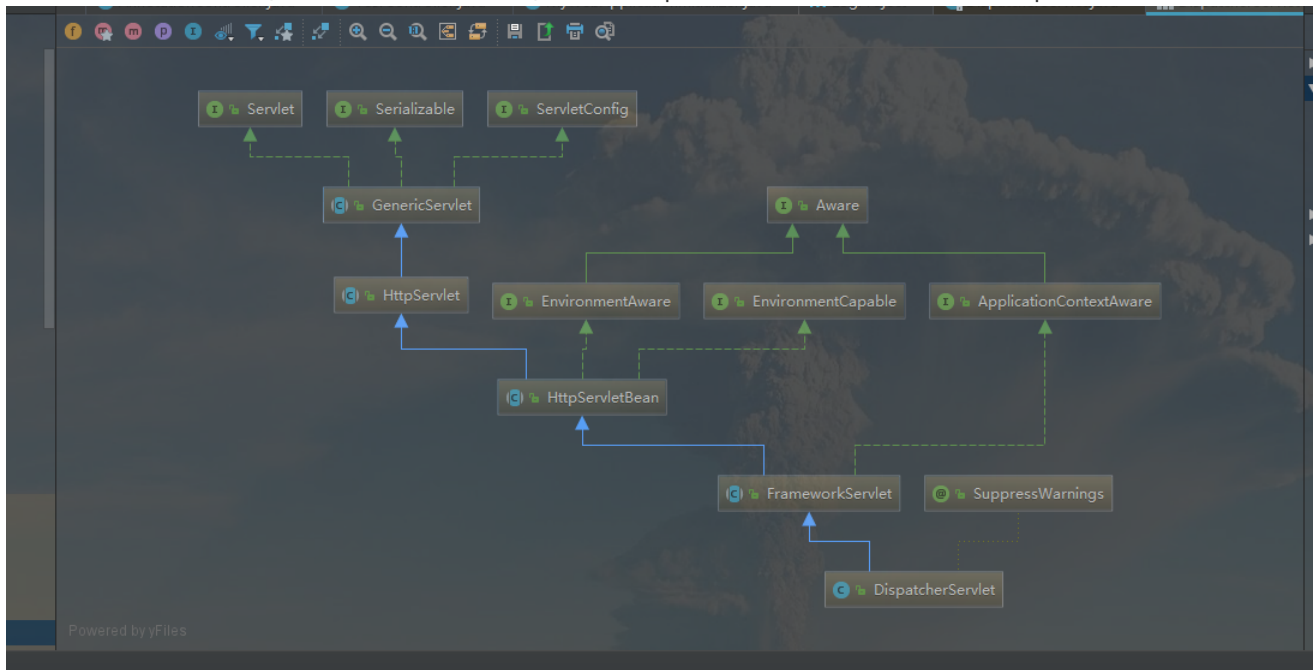 Servlet
Serializable
ServletConfig
GenericServlet
Aware
HttpServlet
EnvironmentAware
EnvironmentCapable
ApplicationContextAware
HttpServletBean
FrameworkServlet
SuppressWarnings
DispatcherServlet
Powered by yFiles